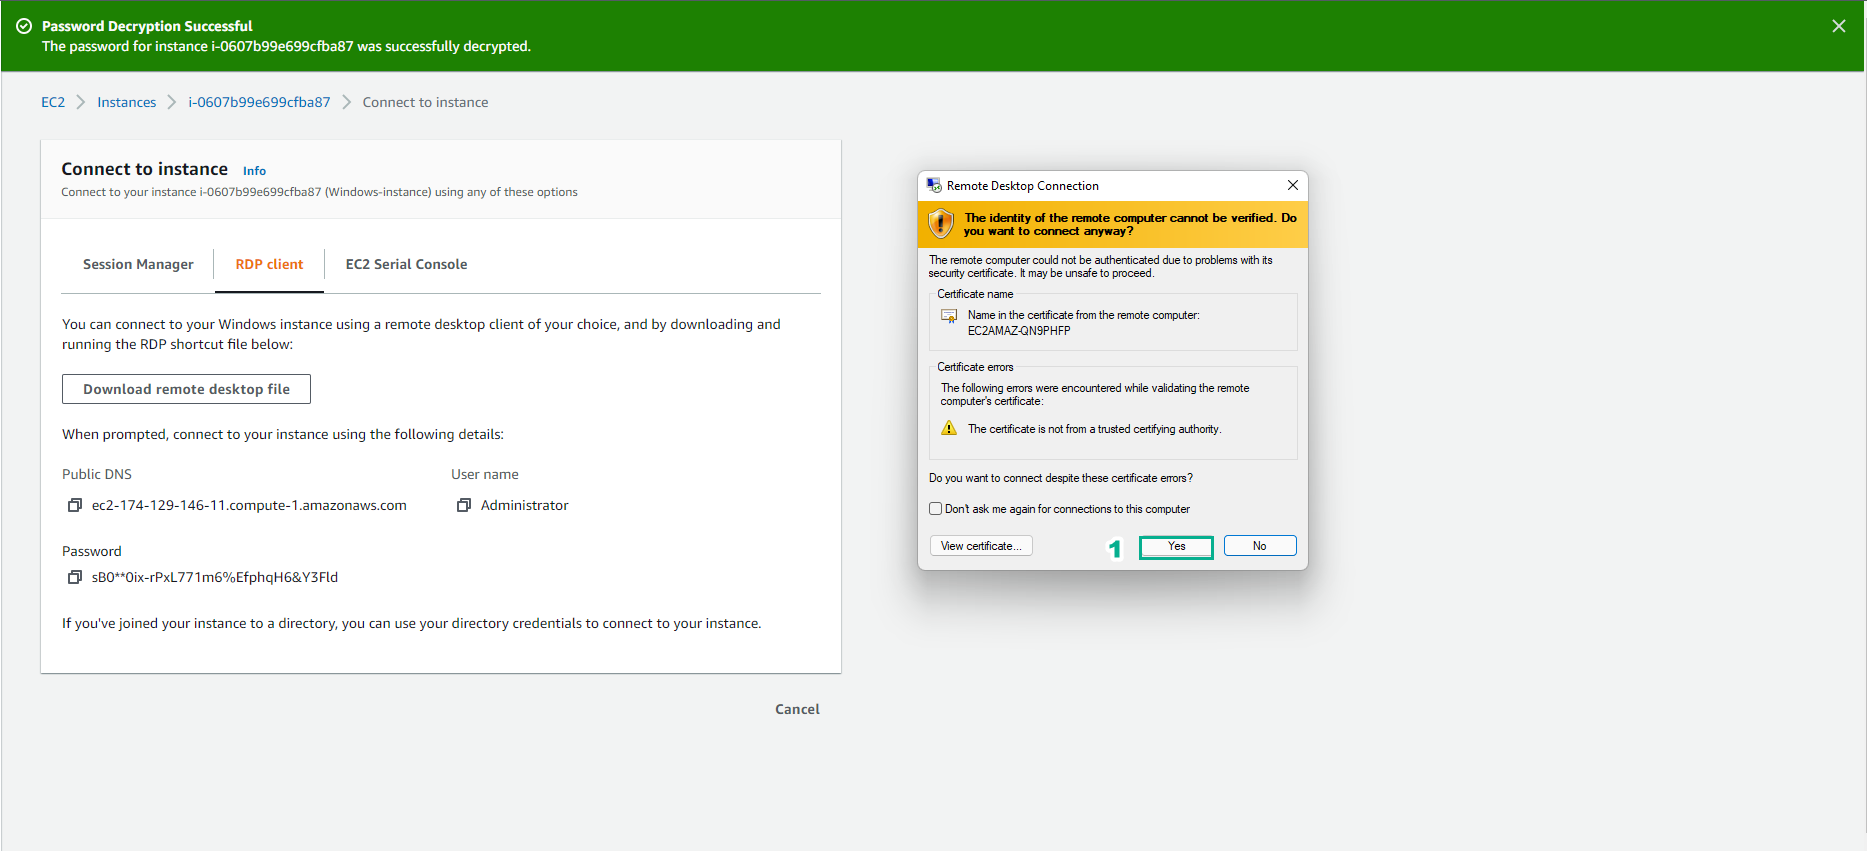 Password Decryption Successful
The password for instance i-0607b99e699cfba87 was successfully decrypted.
EC2 > Instances > i-0607b99e699cfba87 > Connect to instance
Connect to instance Info
Connect to your instance i-0607b99e699cfba87 (Windows-instance) using any of these options
Session Manager
RDP client
EC2 Serial Console
You can connect to your Windows instance using a remote desktop client of your choice, and by downloading and
running the RDP shortcut file below:
Download remote desktop file
When prompted, connect to your instance using the following details:
Public DNS
ec2-174-129-146-11.compute-1.amazonaws.com
User name
Administrator
Password
sB0**0ix-rPxL771m6%EfphqH6&Y3Fld
If you've joined your instance to a directory, you can use your directory credentials to connect to your instance.
Cancel
Remote Desktop Connection
The identity of the remote computer cannot be verified. Do
you want to connect anyway?
The remote computer could not be authenticated due to problems with its
security certificate. It may be unsafe to proceed.
Certificate name
Name in the certificate from the remote computer:
EC2AMAZ-QN9PHFP
Certificate errors
The following errors were encountered while validating the remote
computer's certificate:
The certificate is not from a trusted certifying authority.
Do you want to connect despite these certificate errors?
Don't ask me again for connections to this computer
View certificate...
1
Yes
No